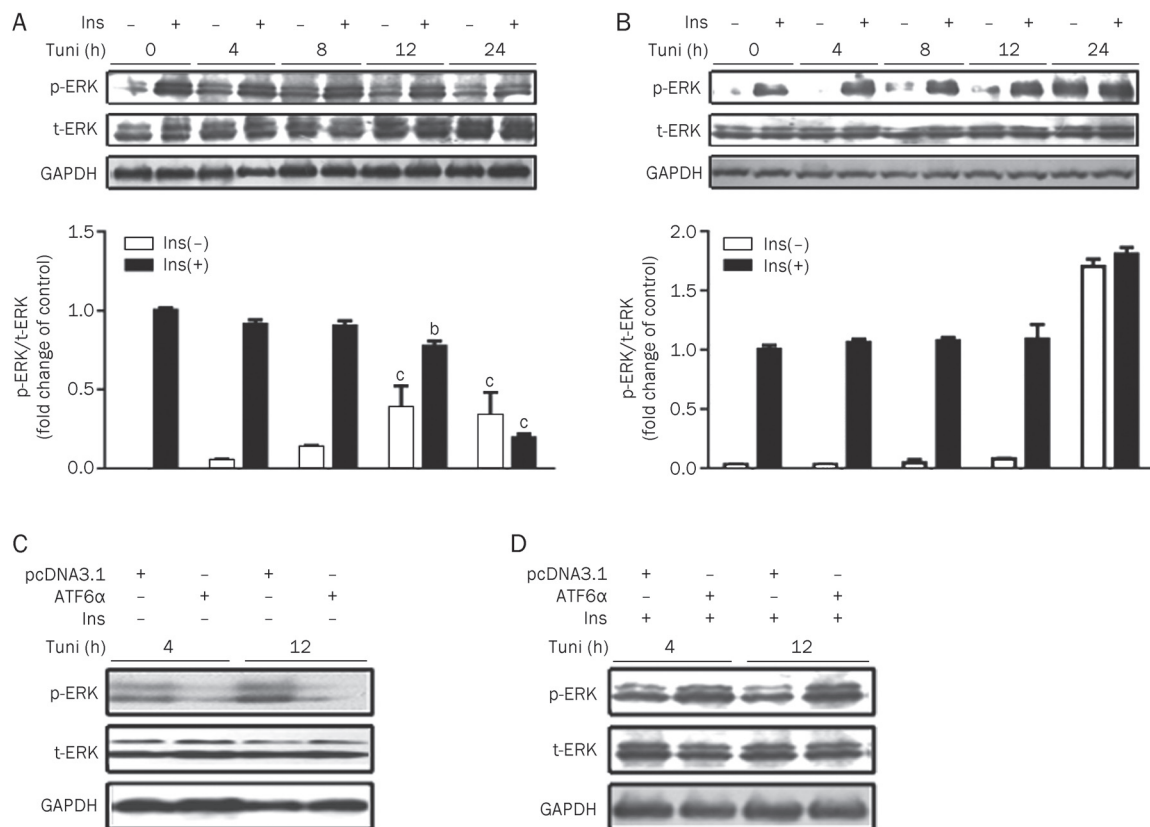 A
Ins – + – + – + – + – +
Tuni (h) 0 4 8 12 24
p-ERK
t-ERK
GAPDH
1.5
1.0
0.5
0.0
p-ERK/t-ERK
(fold change of control)
Ins(–)
Ins(+)
c
b
c
c
B
Ins – + – + – + – + – +
Tuni (h) 0 4 8 12 24
p-ERK
t-ERK
GAPDH
2.0
1.5
1.0
0.5
0.0
p-ERK/t-ERK
(fold change of control)
Ins(–)
Ins(+)
C
pcDNA3.1 + – + –
ATF6α – + – +
Ins – – – –
Tuni (h) 4 12
p-ERK
t-ERK
GAPDH
D
pcDNA3.1 + – + –
ATF6α – + – +
Ins + + + +
Tuni (h) 4 12
p-ERK
t-ERK
GAPDH